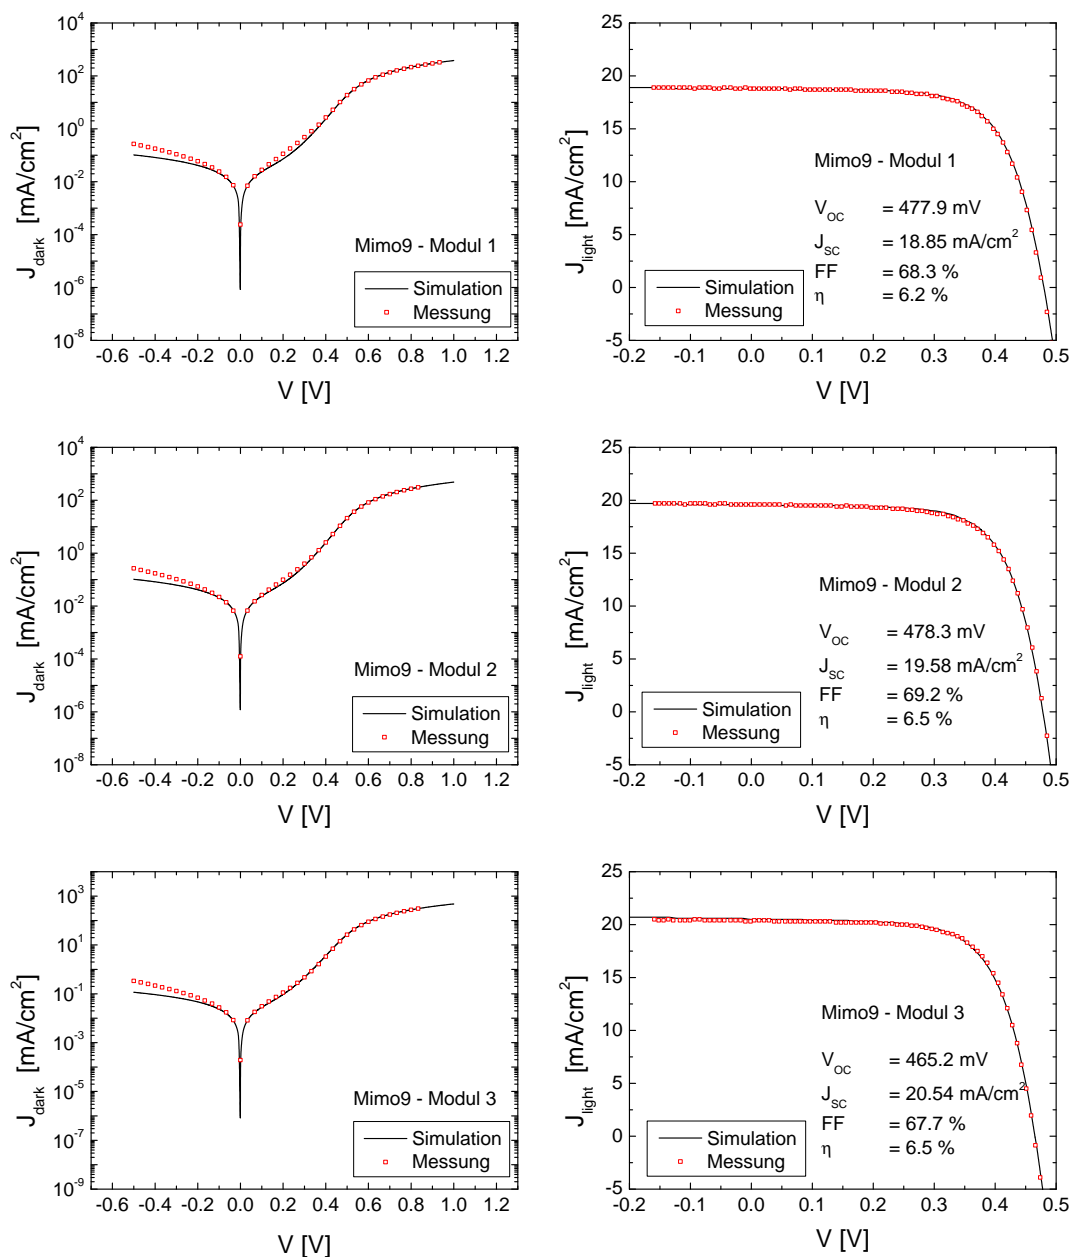 10^4
10^2
10^0
10^-2
10^-4
10^-6
10^-8
J_dark [mA/cm^2]
Mimo9 - Modul 1
Simulation
Messung
-0.6 -0.4 -0.2 0.0 0.2 0.4 0.6 0.8 1.0 1.2
V [V]
25
20
15
10
5
0
-5
J_light [mA/cm^2]
Mimo9 - Modul 1
V_OC = 477.9 mV
J_SC = 18.85 mA/cm^2
FF = 68.3 %
η = 6.2 %
Simulation
Messung
-0.2 -0.1 0.0 0.1 0.2 0.3 0.4 0.5
V [V]
10^4
10^2
10^0
10^-2
10^-4
10^-6
10^-8
J_dark [mA/cm^2]
Mimo9 - Modul 2
Simulation
Messung
-0.6 -0.4 -0.2 0.0 0.2 0.4 0.6 0.8 1.0 1.2
V [V]
25
20
15
10
5
0
-5
J_light [mA/cm^2]
Mimo9 - Modul 2
V_OC = 478.3 mV
J_SC = 19.58 mA/cm^2
FF = 69.2 %
η = 6.5 %
Simulation
Messung
-0.2 -0.1 0.0 0.1 0.2 0.3 0.4 0.5
V [V]
10^3
10^1
10^-1
10^-3
10^-5
10^-7
10^-9
J_dark [mA/cm^2]
Mimo9 - Modul 3
Simulation
Messung
-0.6 -0.4 -0.2 0.0 0.2 0.4 0.6 0.8 1.0 1.2
V [V]
25
20
15
10
5
0
-5
J_light [mA/cm^2]
Mimo9 - Modul 3
V_OC = 465.2 mV
J_SC = 20.54 mA/cm^2
FF = 67.7 %
η = 6.5 %
Simulation
Messung
-0.2 -0.1 0.0 0.1 0.2 0.3 0.4 0.5
V [V]